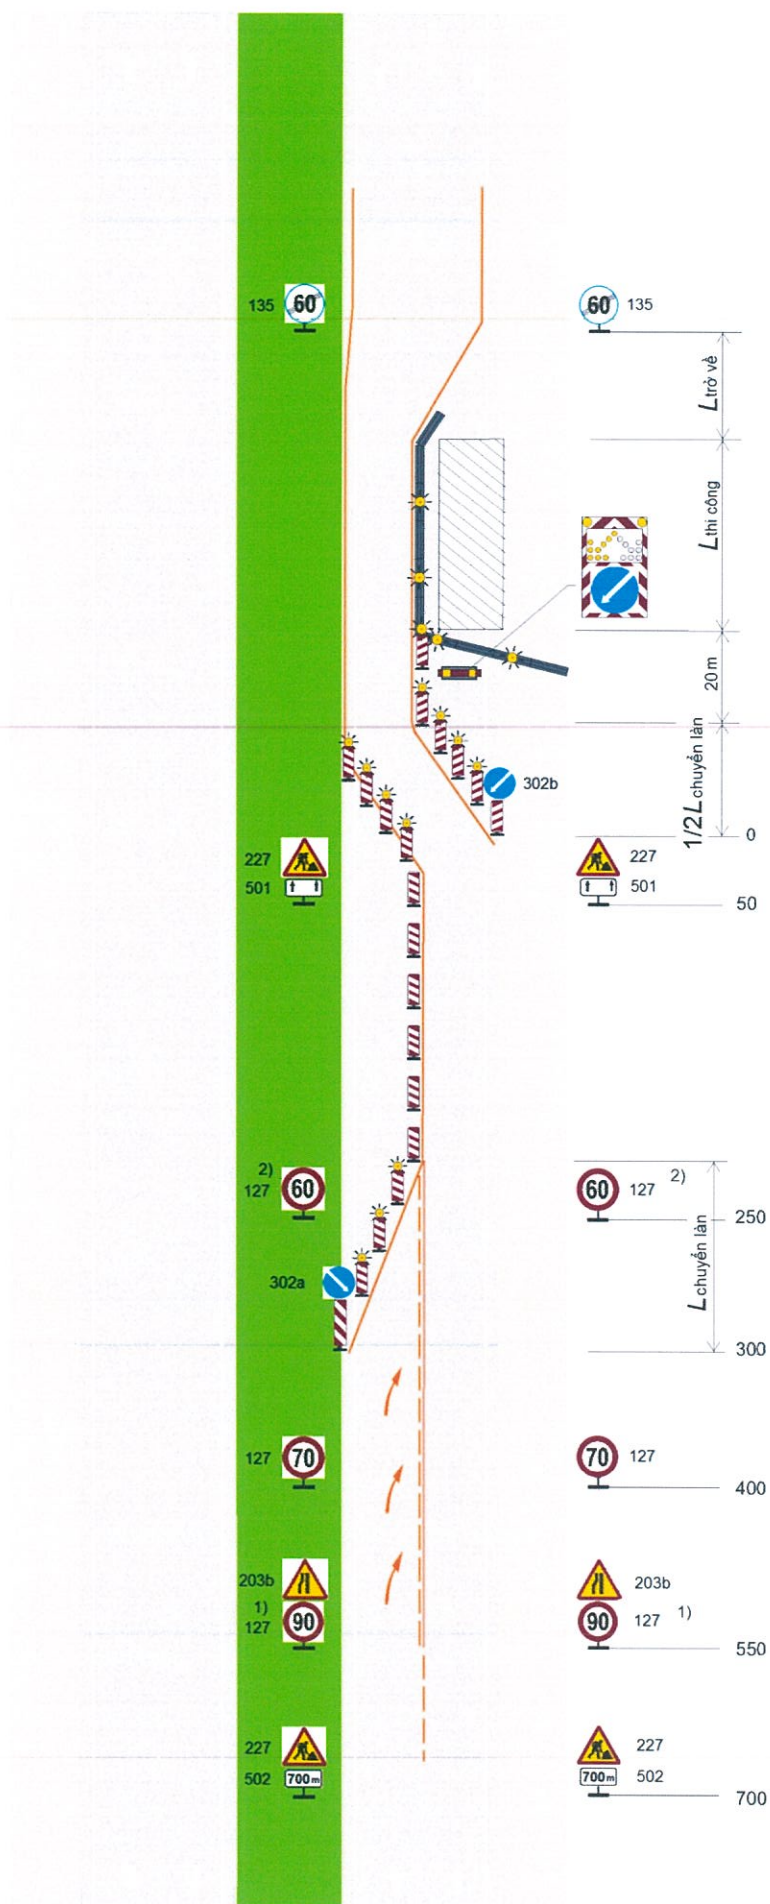 135 60 60 135
L trở về
L thi công
20 m
1/2 L chuyển làn
302b
0
227 227
501 501
50
2) 2)
127 60 60 127
250
L chuyển làn
302a
300
127 70 70 127
400
203b 203b
1) 1)
127 90 90 127
550
227 227
502 700 m 700 m 502
700